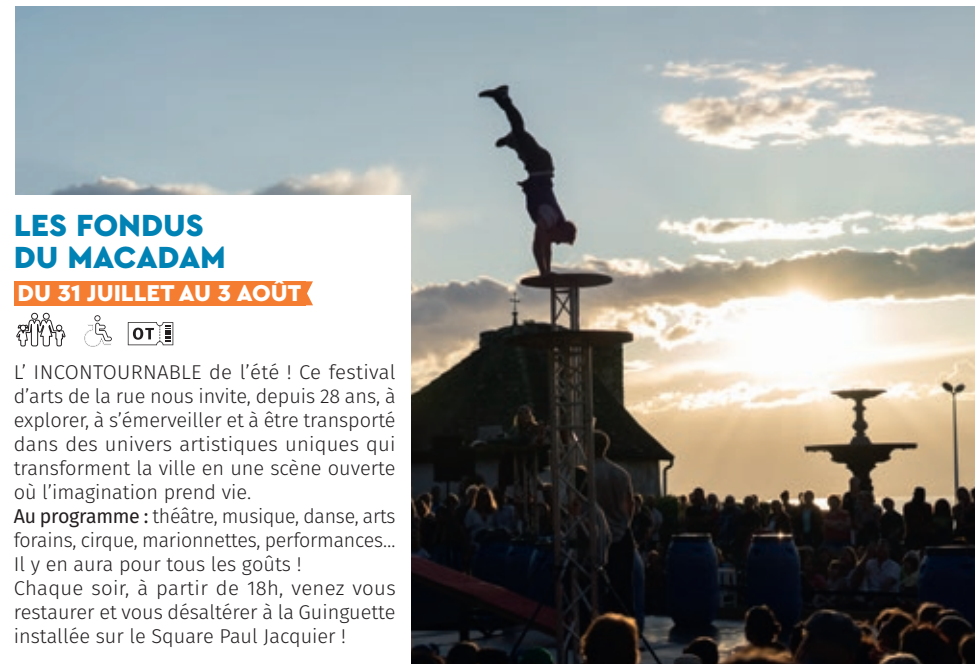 LES FONDUS
DU MACADAM
DU 31 JUILLET AU 3 AOÛT
OT
L’ INCONTOURNABLE de l’été ! Ce festival
d’arts de la rue nous invite, depuis 28 ans, à
explorer, à s’émerveiller et à être transporté
dans des univers artistiques uniques qui
transforment la ville en une scène ouverte
où l’imagination prend vie.
Au programme : théâtre, musique, danse, arts
forains, cirque, marionnettes, performances...
Il y en aura pour tous les goûts !
Chaque soir, à partir de 18h, venez vous
restaurer et vous désaltérer à la Guinguette
installée sur le Square Paul Jacquier !